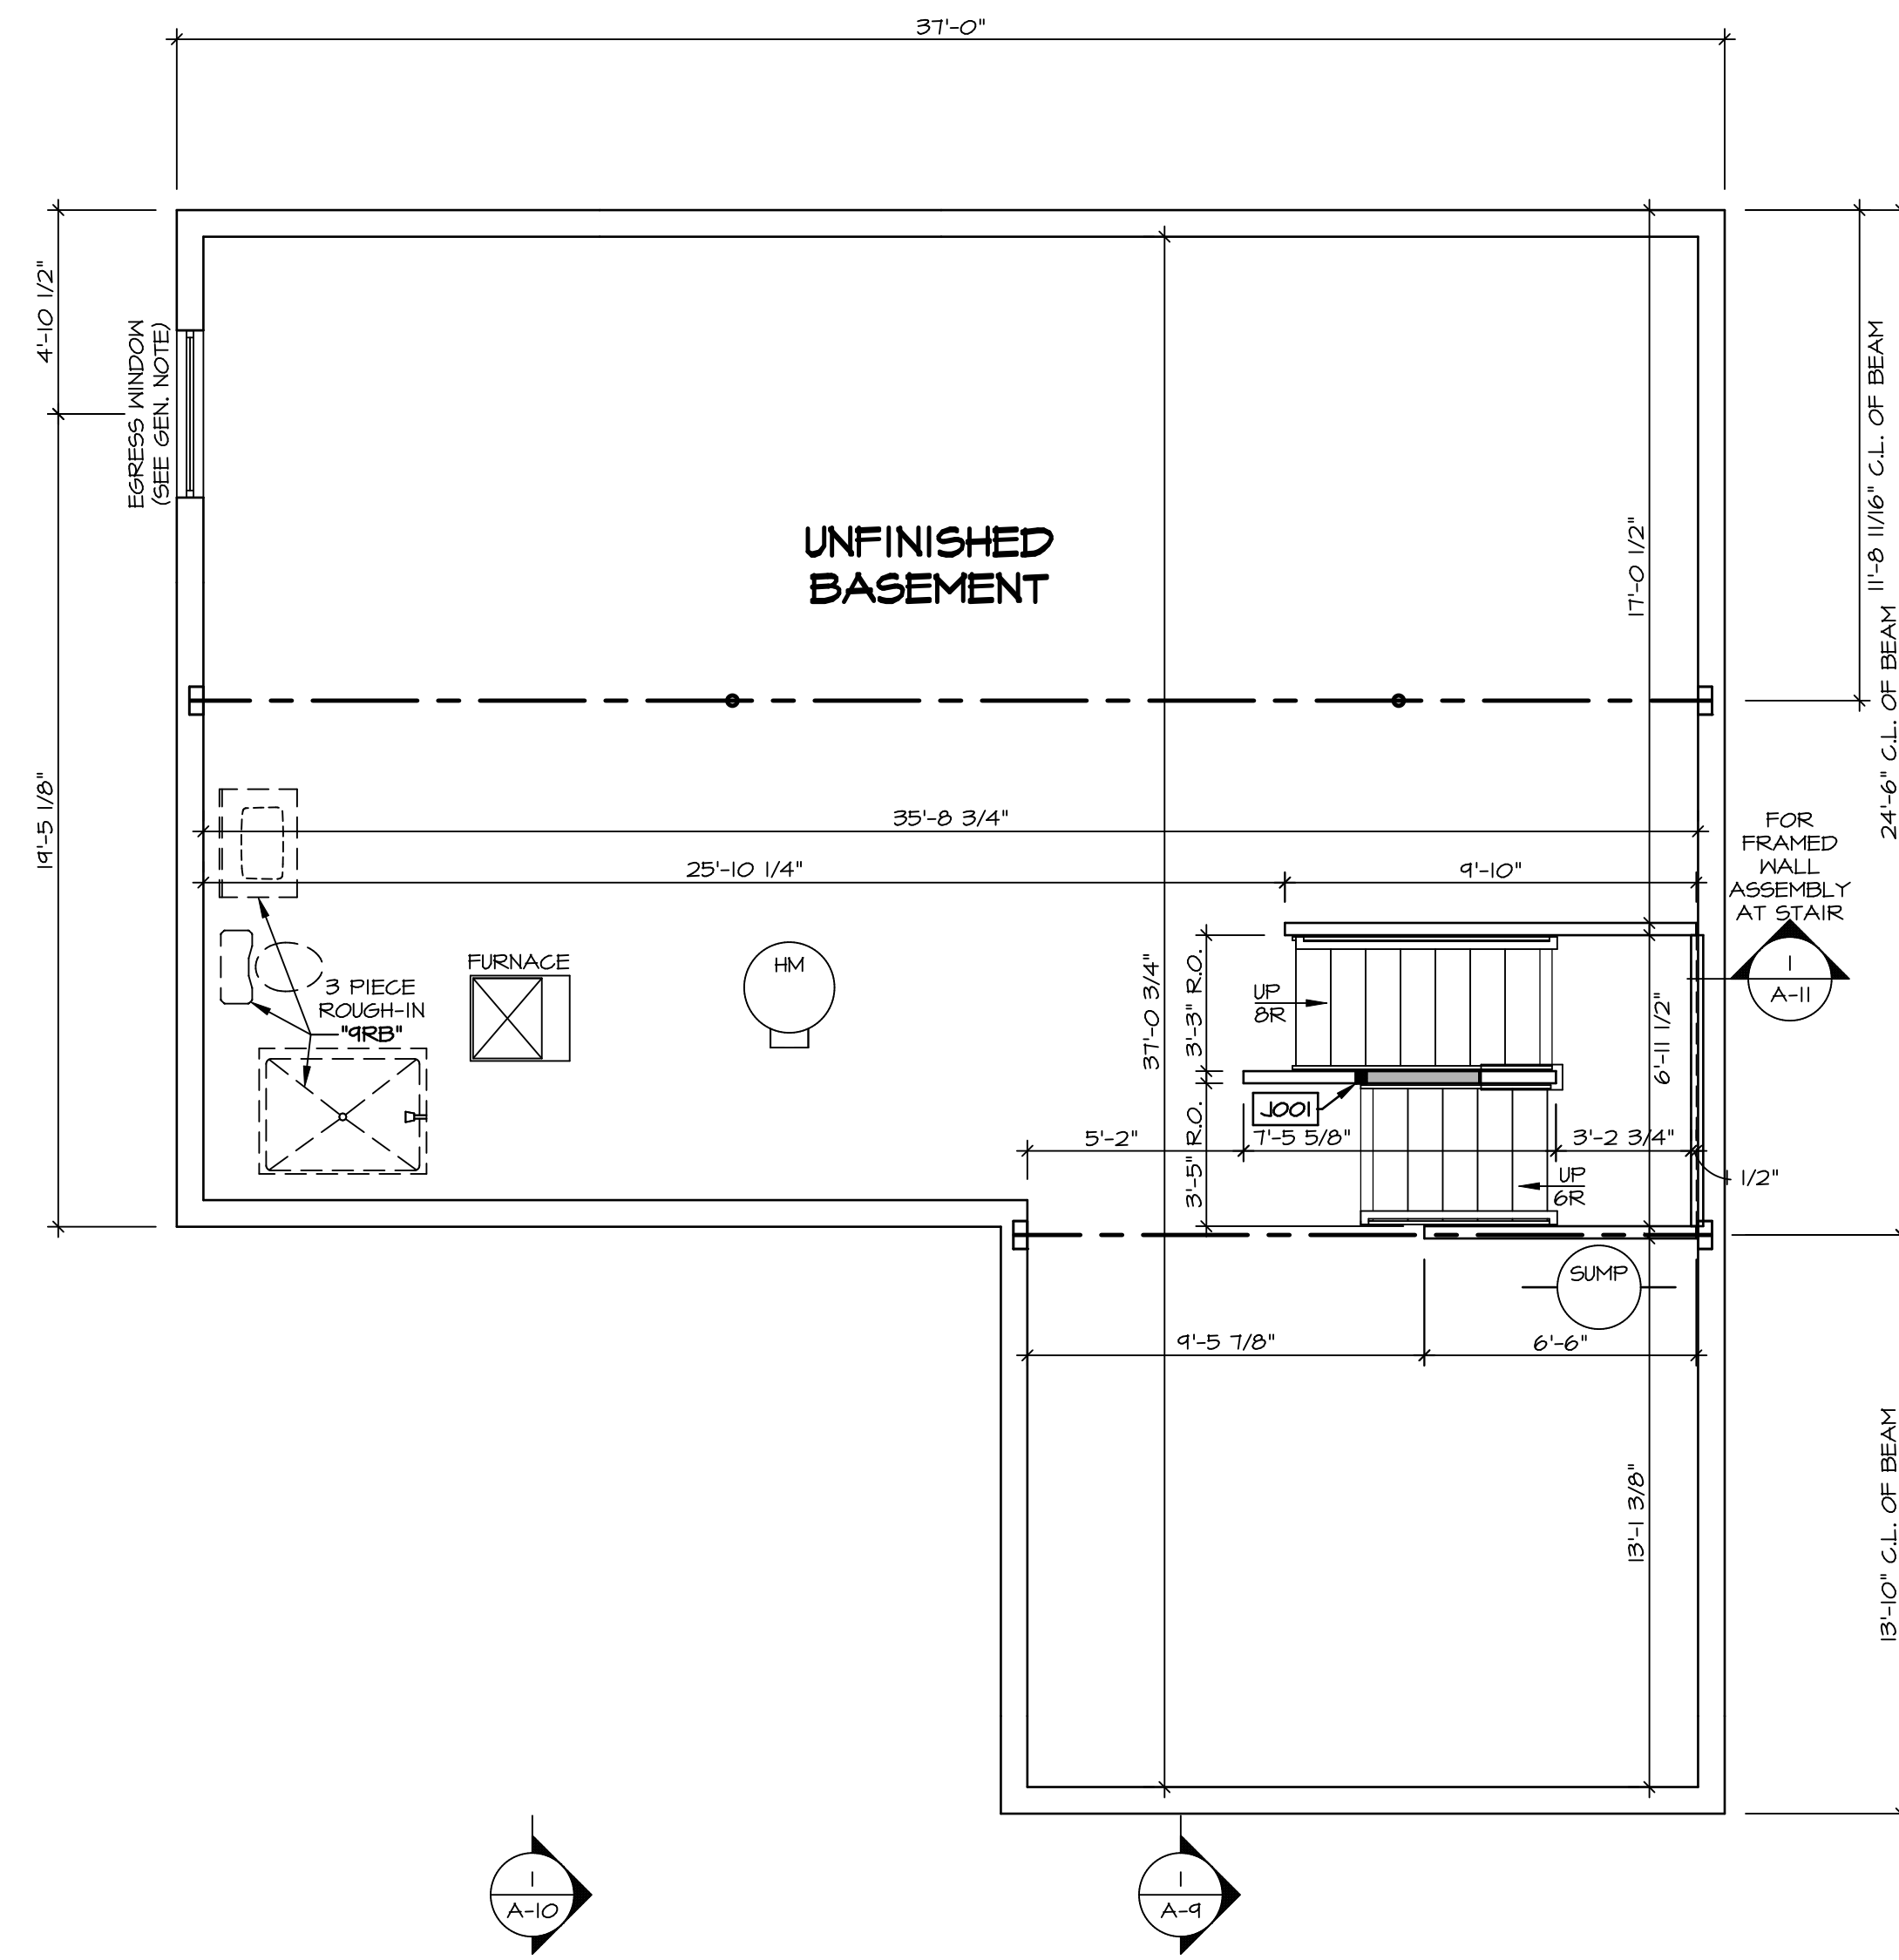 37'-0"
4'-10 1/2"
EGRESS WINDOW
(SEE GEN. NOTE)
UNFINISHED
BASEMENT
17'-0 1/2"
11'-8 11/16" C.L. OF BEAM
24'-6" C.L. OF BEAM
19'-5 1/8"
35'-8 3/4"
25'-10 1/4"
9'-10"
FOR
FRAMED
WALL
ASSEMBLY
AT STAIR
1
A-11
FURNACE
HW
3 PIECE
ROUGH-IN
"9RB"
37'-0 3/4"
3'-3" R.O.
UP
8R
6'-11 1/2"
J001
3'-5" R.O.
5'-2"
7'-5 5/8"
3'-2 3/4"
1/2"
UP
6R
SUMP
9'-5 7/8"
6'-6"
13'-1 3/8"
13'-10" C.L. OF BEAM
1
A-10
1
A-9